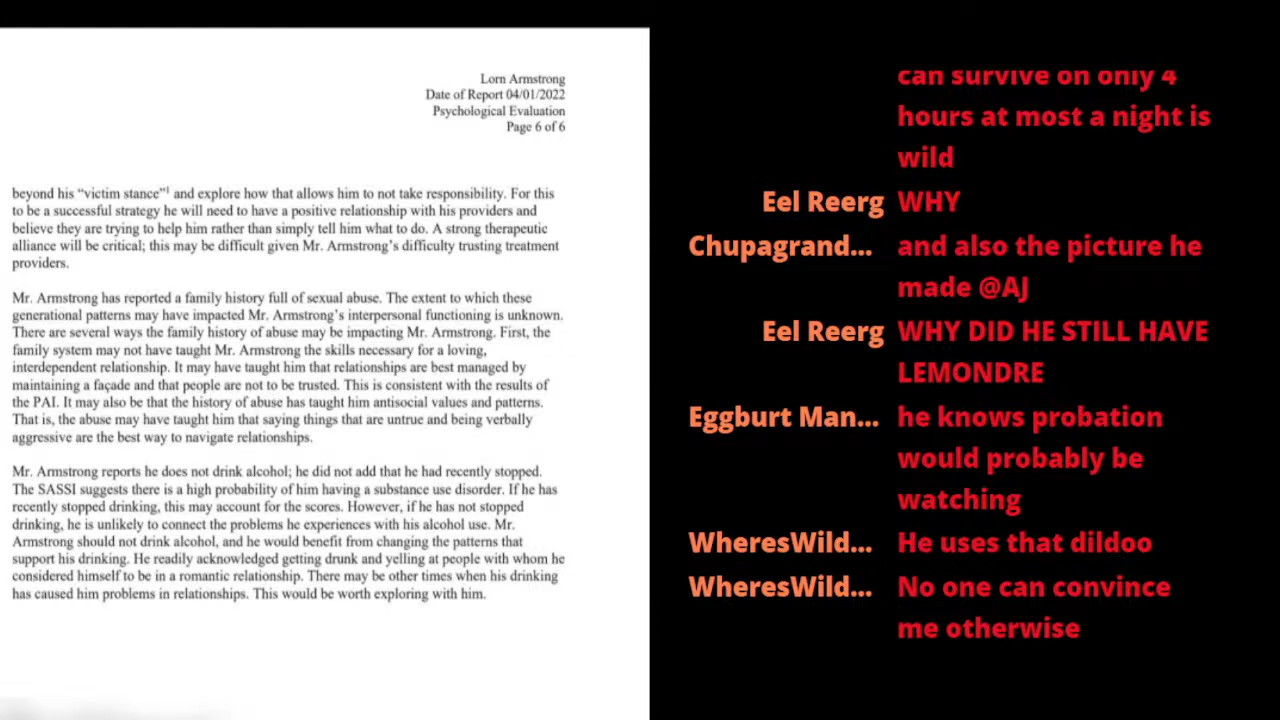 Lorn Armstrong
Date of Report 04/01/2022
Psychological Evaluation
Page 6 of 6
beyond his “victim stance”¹ and explore how that allows him to not take responsibility. For this
to be a successful strategy he will need to have a positive relationship with his providers and
believe they are trying to help him rather than simply tell him what to do. A strong therapeutic
alliance will be critical; this may be difficult given Mr. Armstrong’s difficulty trusting treatment
providers.
Mr. Armstrong has reported a family history full of sexual abuse. The extent to which these
generational patterns may have impacted Mr. Armstrong’s interpersonal functioning is unknown.
There are several ways the family history of abuse may be impacting Mr. Armstrong. First, the
family system may not have taught Mr. Armstrong the skills necessary for a loving,
interdependent relationship. It may have taught him that relationships are best managed by
maintaining a façade and that people are not to be trusted. This is consistent with the results of
the PAI. It may also be that the history of abuse has taught him antisocial values and patterns.
That is, the abuse may have taught him that saying things that are untrue and being verbally
aggressive are the best way to navigate relationships.
Mr. Armstrong reports he does not drink alcohol; he did not add that he had recently stopped.
The SASSI suggests there is a high probability of him having a substance use disorder. If he has
recently stopped drinking, this may account for the scores. However, if he has not stopped
drinking, he is unlikely to connect the problems he experiences with his alcohol use. Mr.
Armstrong should not drink alcohol, and he would benefit from changing the patterns that
support his drinking. He readily acknowledged getting drunk and yelling at people with whom he
considered himself to be in a romantic relationship. There may be other times when his drinking
has caused him problems in relationships. This would be worth exploring with him.
can survive on only 4
hours at most a night is
wild
Eel Reerg WHY
Chupagrand... and also the picture he
made @AJ
Eel Reerg WHY DID HE STILL HAVE
LEMONDRE
Eggburt Man... he knows probation
would probably be
watching
WheresWild... He uses that dildoo
WheresWild... No one can convince
me otherwise